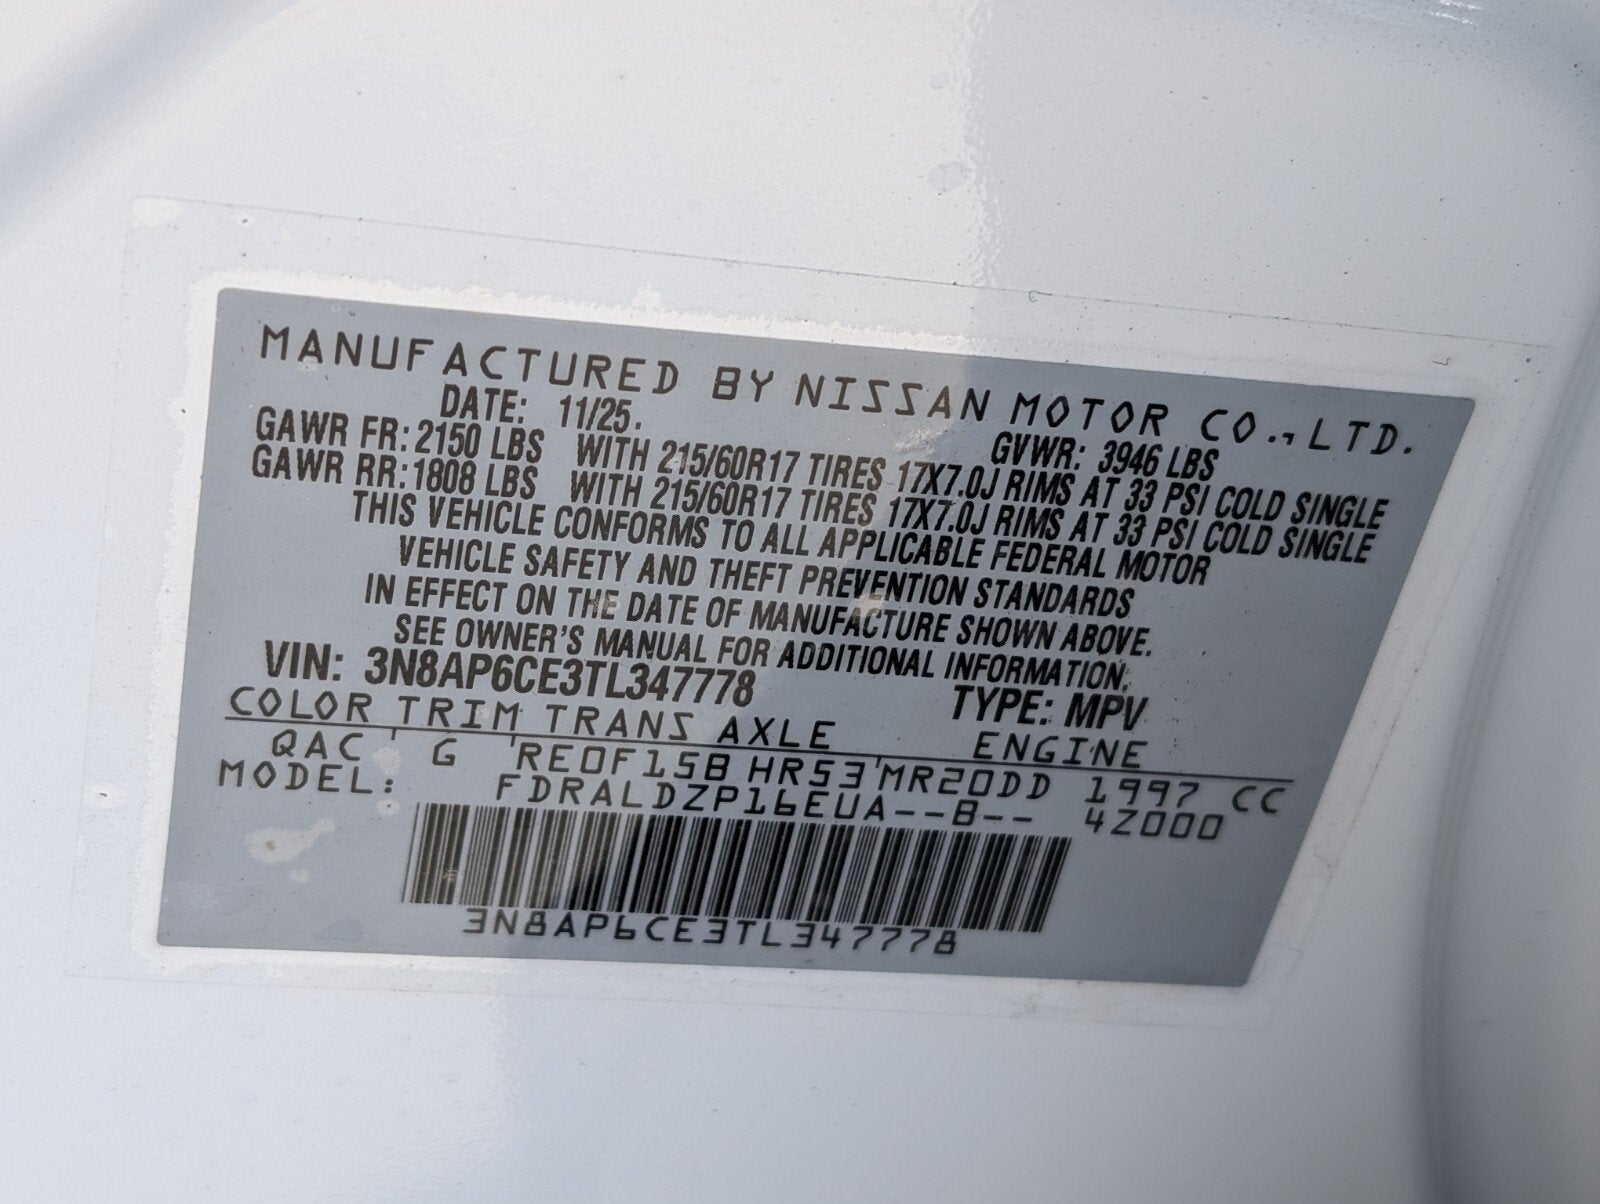 MANUFACTURED BY NISSAN MOTOR CO.,LTD.
DATE: 11/25. GVWR: 3946 LBS
GAWR FR: 2150 LBS WITH 215/60R17 TIRES 17X7.0J RIMS AT 33 PSI COLD SINGLE
GAWR RR: 1808 LBS WITH 215/60R17 TIRES 17X7.0J RIMS AT 33 PSI COLD SINGLE
THIS VEHICLE CONFORMS TO ALL APPLICABLE FEDERAL MOTOR
VEHICLE SAFETY AND THEFT PREVENTION STANDARDS
IN EFFECT ON THE DATE OF MANUFACTURE SHOWN ABOVE.
SEE OWNER'S MANUAL FOR ADDITIONAL INFORMATION.
VIN: 3N8AP6CE3TL347778 TYPE: MPV
COLOR TRIM TRANS AXLE ENGINE
QAC G RE0F15B HR53 MR20DD 1997 CC
MODEL: FDRALDZP16EUA--B-- 4Z000
3N8AP6CE3TL347778